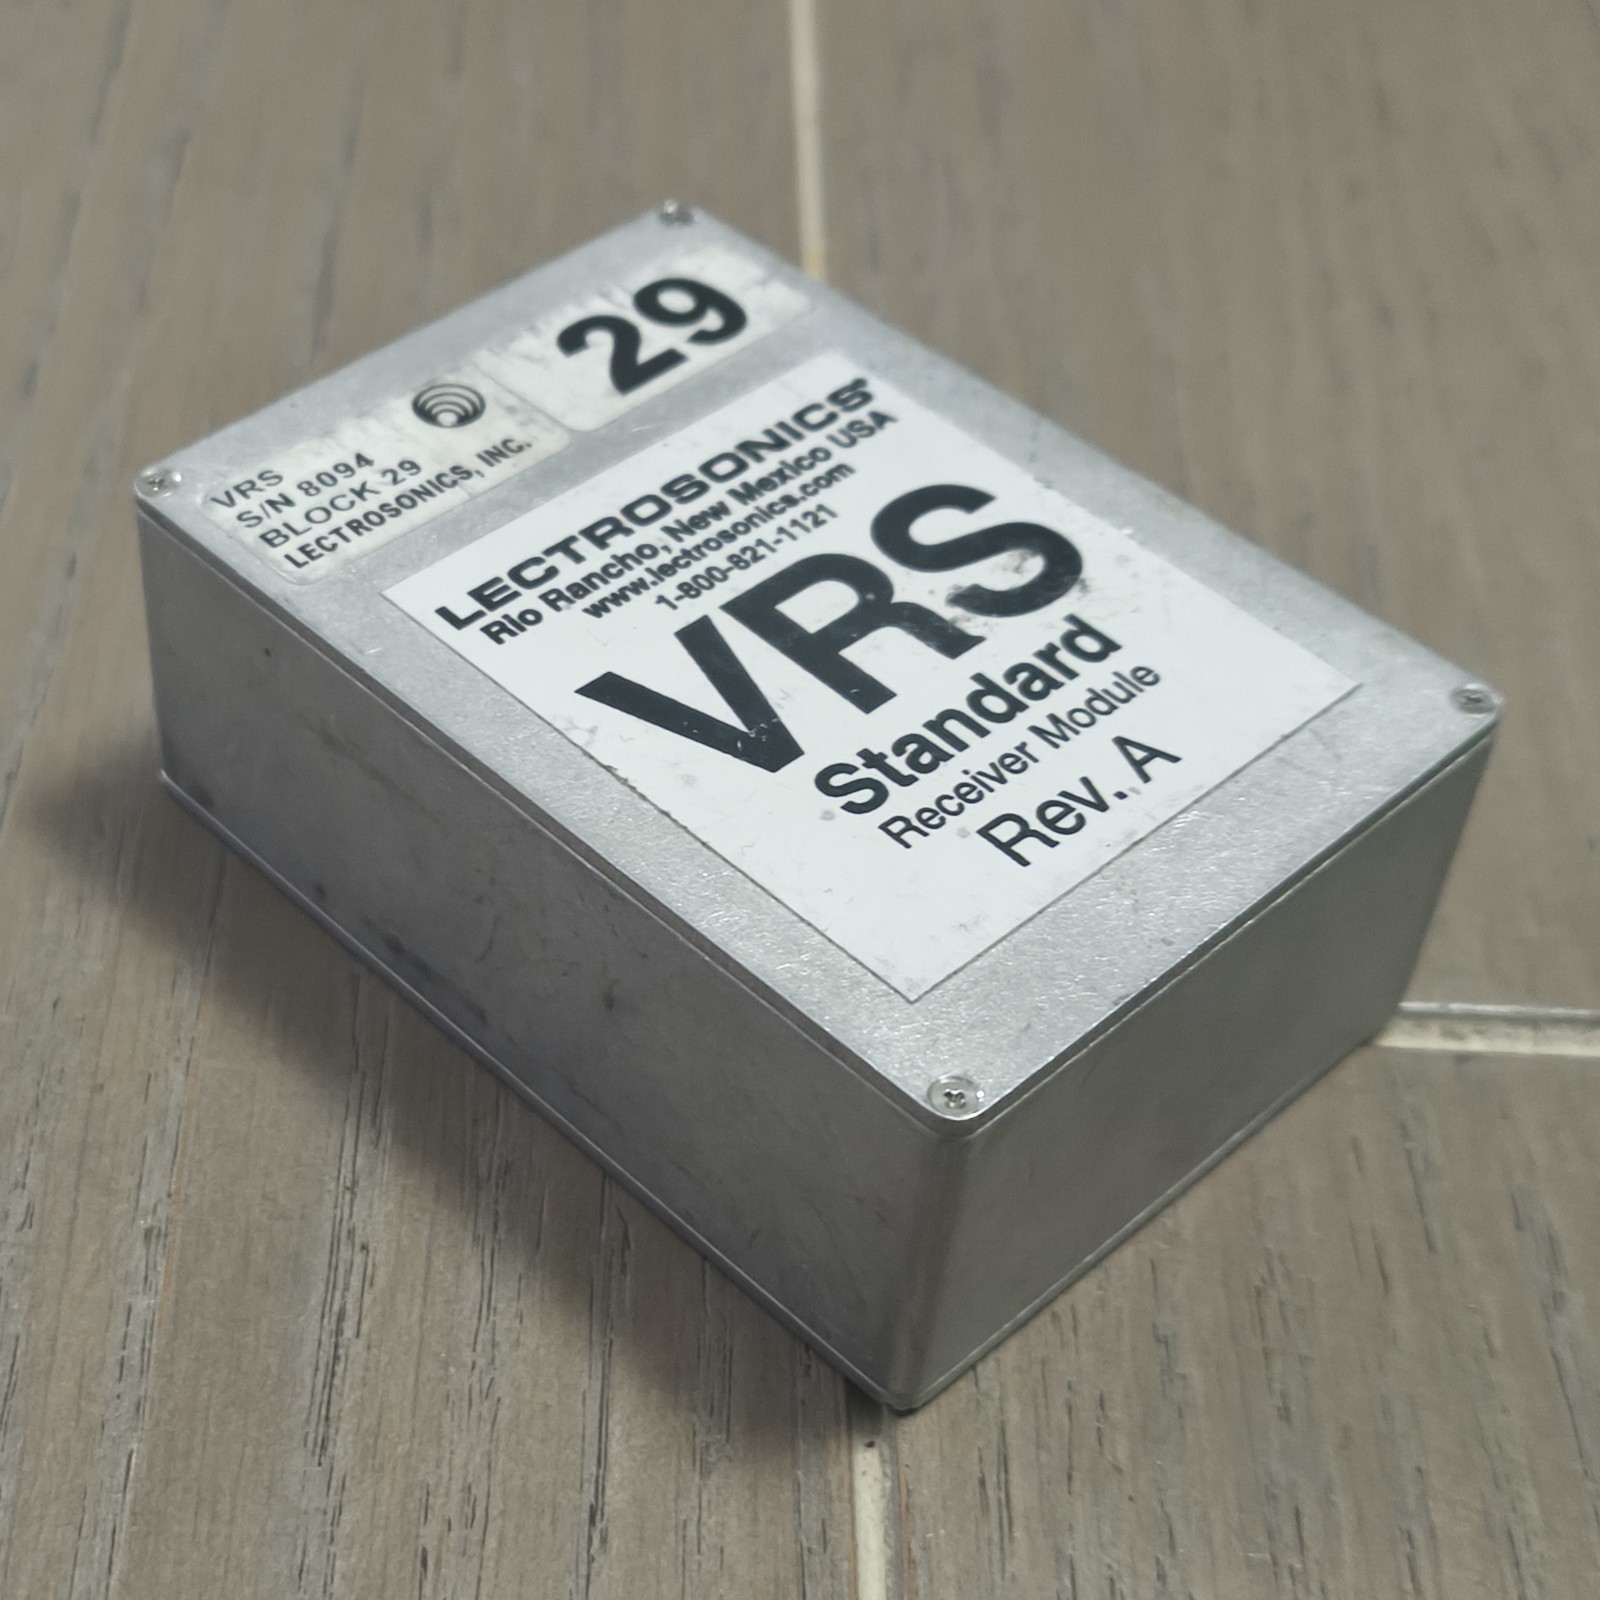 29
VRS
S/N 8094
BLOCK 29
LECTROSONICS, INC.
LECTROSONICS®
Rio Rancho, New Mexico USA
www.lectrosonics.com
1-800-821-1121
VRS
Standard
Receiver Module
Rev. A